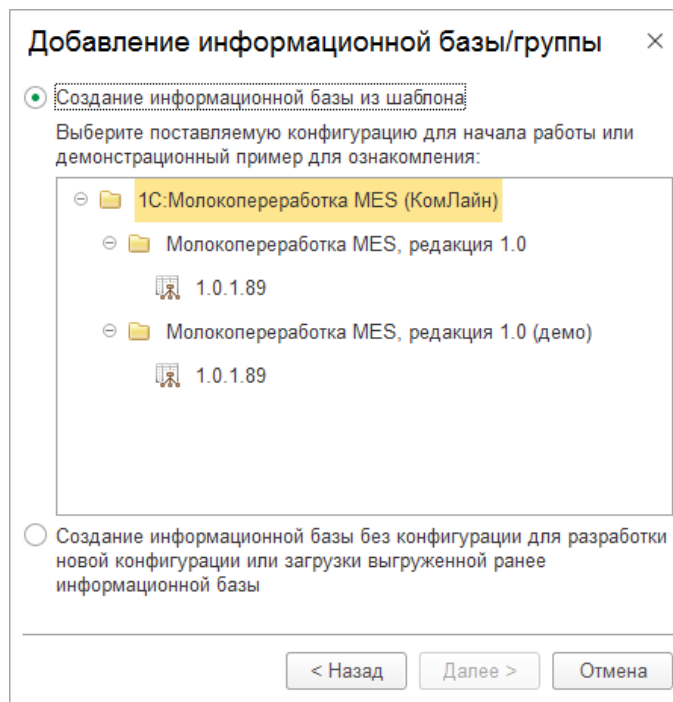 Добавление информационной базы/группы
Создание информационной базы из шаблона
Выберите поставляемую конфигурацию для начала работы или
демонстрационный пример для ознакомления:
1С:Молокопереработка MES (КомЛайн)
Молокопереработка MES, редакция 1.0
1.0.1.89
Молокопереработка MES, редакция 1.0 (демо)
1.0.1.89
Создание информационной базы без конфигурации для разработки
новой конфигурации или загрузки выгруженной ранее
информационной базы
< Назад
Далее >
Отмена